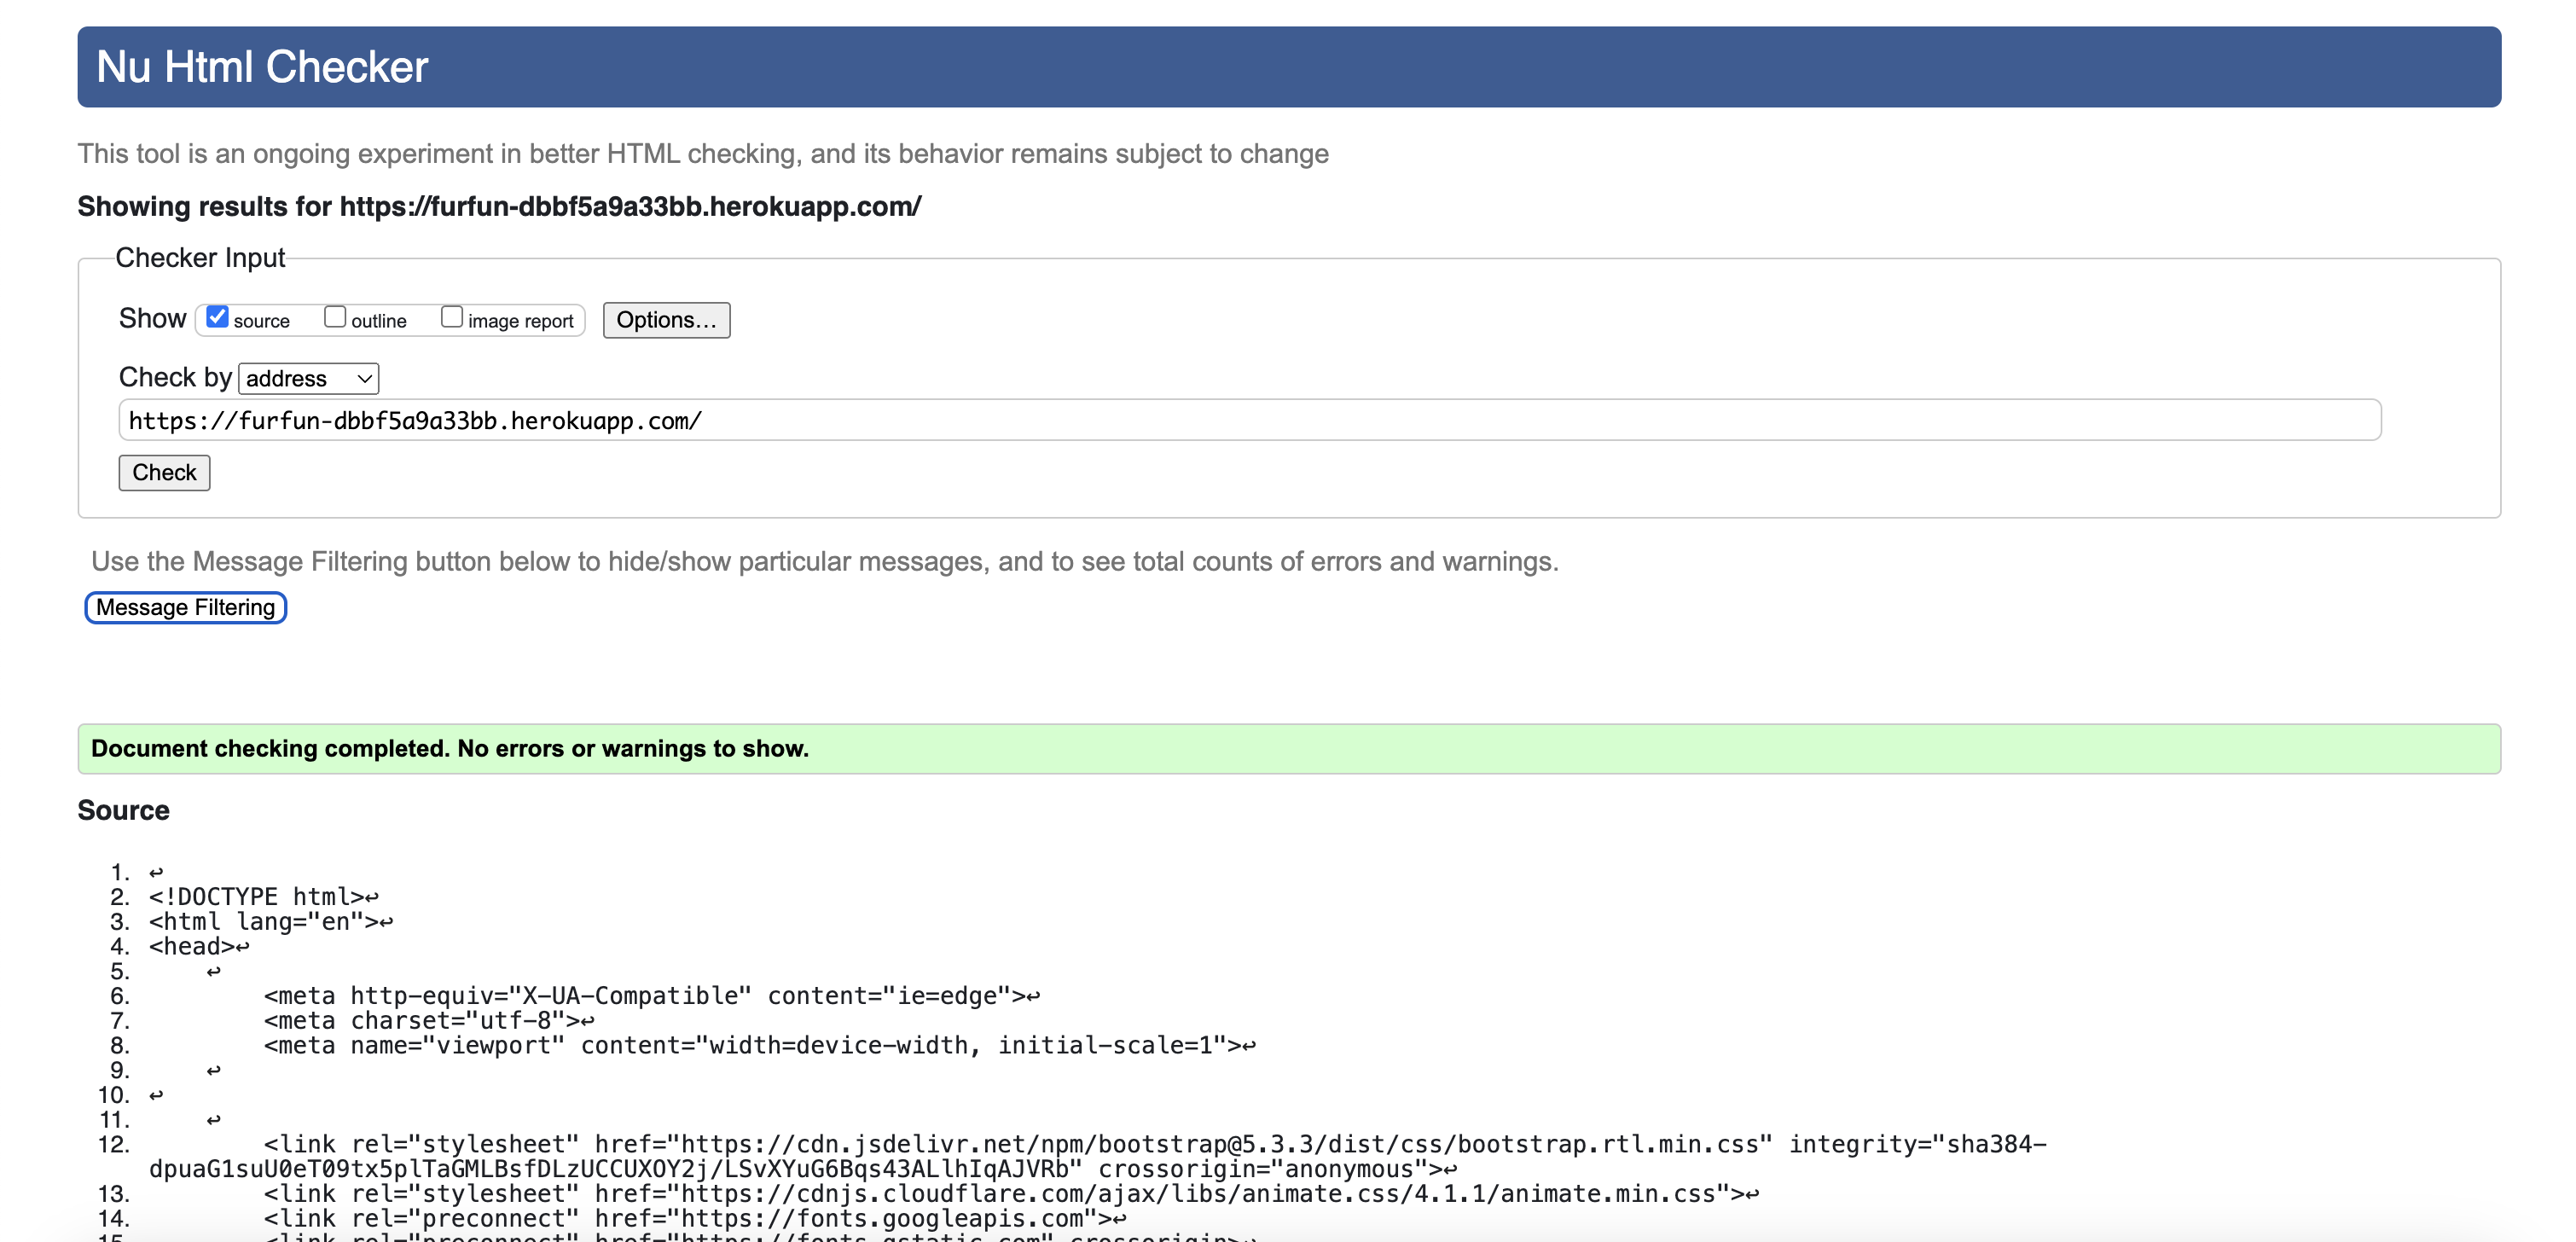 Nu Html Checker
This tool is an ongoing experiment in better HTML checking, and its behavior remains subject to change
Showing results for https://furfun-dbbf5a9a33bb.herokuapp.com/
Checker Input
Show source outline image report Options...
Check by address
https://furfun-dbbf5a9a33bb.herokuapp.com/
Check
Use the Message Filtering button below to hide/show particular messages, and to see total counts of errors and warnings.
Message Filtering
Document checking completed. No errors or warnings to show.
Source
1. ↩
2. <!DOCTYPE html>↩
3. <html lang="en">↩
4. <head>↩
5. ↩
6. <meta http-equiv="X-UA-Compatible" content="ie=edge">↩
7. <meta charset="utf-8">↩
8. <meta name="viewport" content="width=device-width, initial-scale=1">↩
9. ↩
10. ↩
11. ↩
12. <link rel="stylesheet" href="https://cdn.jsdelivr.net/npm/bootstrap@5.3.3/dist/css/bootstrap.rtl.min.css" integrity="sha384-
dpuaG1suU0eT09tx5plTaGMLBsfDLzUCCUXOY2j/LSvXYuG6Bqs43ALlhIqAJVRb" crossorigin="anonymous">↩
13. <link rel="stylesheet" href="https://cdnjs.cloudflare.com/ajax/libs/animate.css/4.1.1/animate.min.css">↩
14. <link rel="preconnect" href="https://fonts.googleapis.com">↩
15. <link rel="preconnect" href="https://fonts.gstatic.com" crossorigin>↩